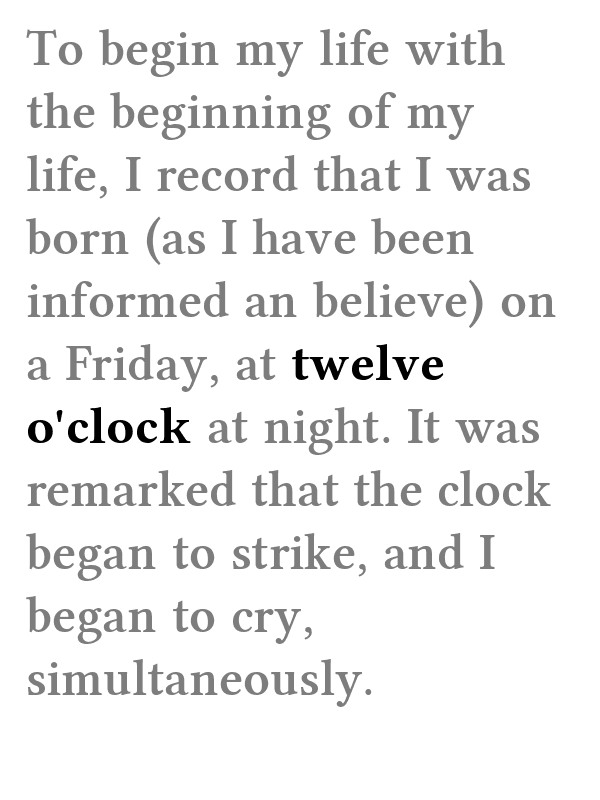 To begin my life with
the beginning of my
life, I record that I was
born (as I have been
informed an believe) on
a Friday, at twelve
o'clock at night. It was
remarked that the clock
began to strike, and I
began to cry,
simultaneously.